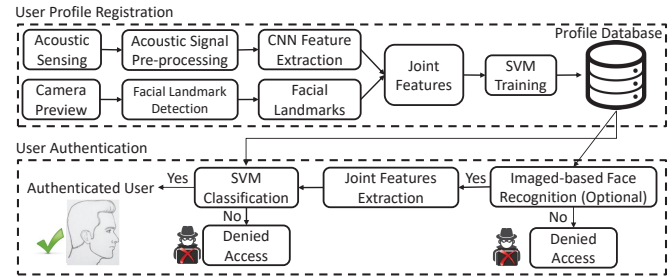 User Profile Registration
Acoustic
Sensing
Acoustic Signal
Pre-processing
CNN Feature
Extraction
Joint
Features
SVM
Training
Profile Database
Camera
Preview
Facial Landmark
Detection
Facial
Landmarks
User Authentication
Authenticated User
Yes
SVM
Classification
Joint Features
Extraction
Yes
Imaged-based Face
Recognition (Optional)
No
Denied
Access
No
Denied
Access